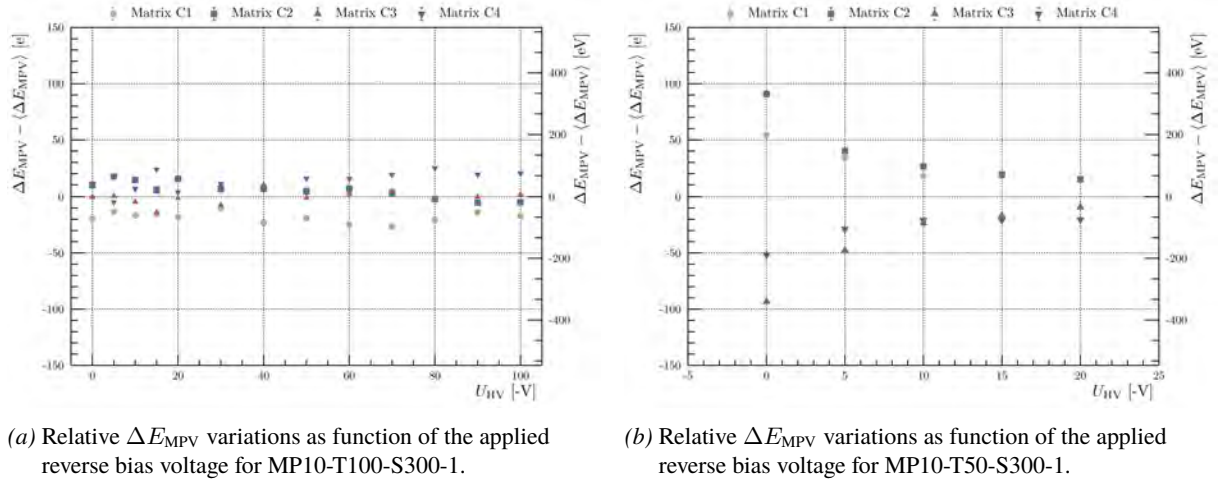 Matrix C1 Matrix C2 Matrix C3 Matrix C4
ΔE_MPV − ⟨ΔE_MPV⟩ [e]
150
100
50
0
−50
−100
−150
ΔE_MPV − ⟨ΔE_MPV⟩ [eV]
400
200
0
−200
−400
0 20 40 60 80 100
U_HV [-V]
(a) Relative ΔE_MPV variations as function of the applied
reverse bias voltage for MP10-T100-S300-1.
Matrix C1 Matrix C2 Matrix C3 Matrix C4
ΔE_MPV − ⟨ΔE_MPV⟩ [e]
150
100
50
0
−50
−100
−150
ΔE_MPV − ⟨ΔE_MPV⟩ [eV]
400
200
0
−200
−400
−5 0 5 10 15 20 25
U_HV [-V]
(b) Relative ΔE_MPV variations as function of the applied
reverse bias voltage for MP10-T50-S300-1.